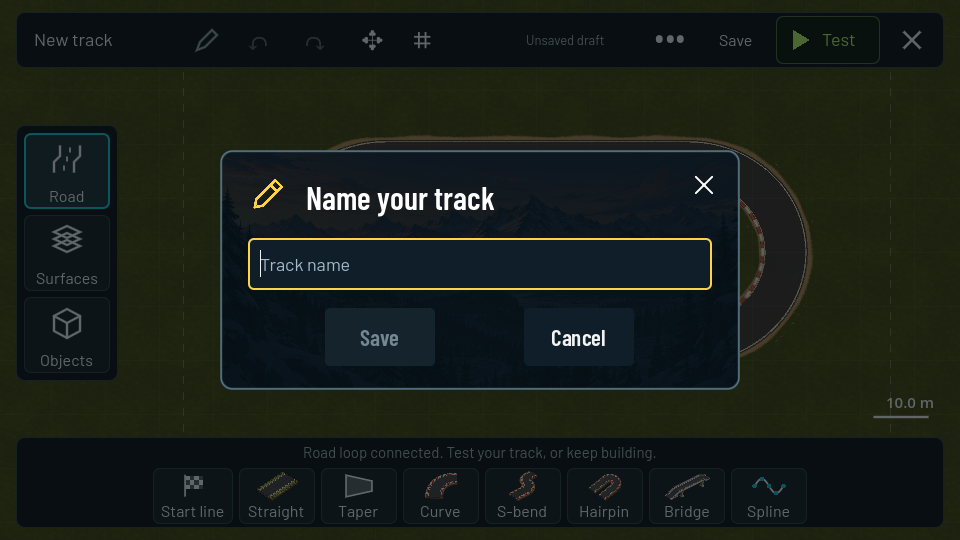 New track
Unsaved draft
Save
Test
Road
Surfaces
Objects
Name your track
Track name
Save
Cancel
10.0 m
Road loop connected. Test your track, or keep building.
Start line
Straight
Taper
Curve
S-bend
Hairpin
Bridge
Spline